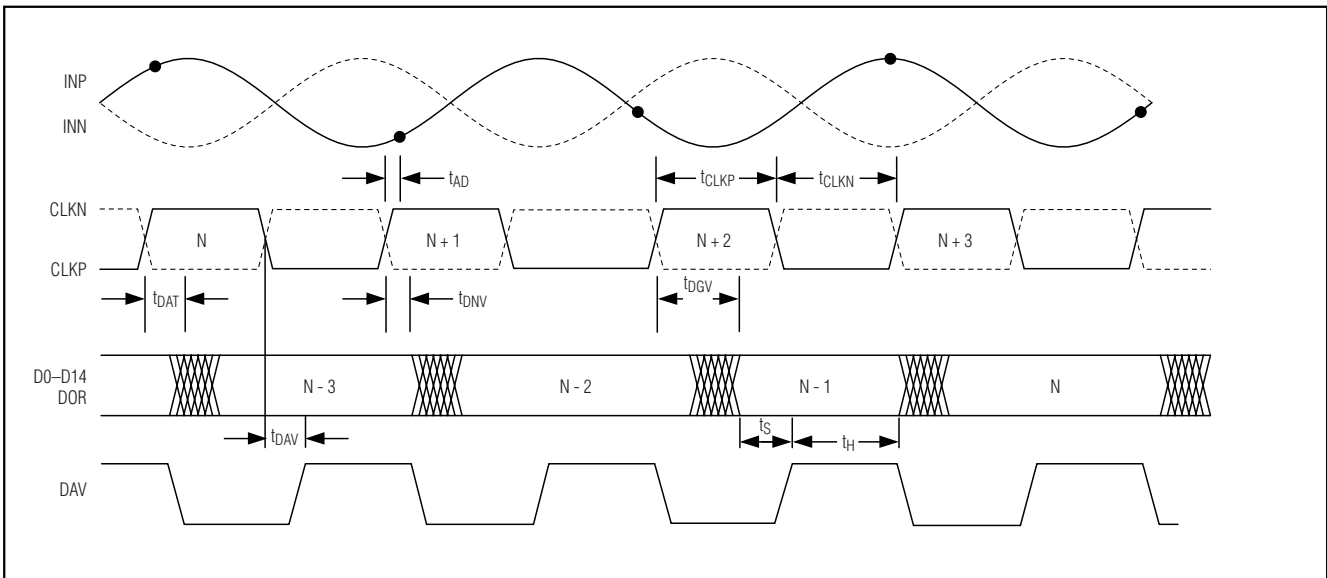 INP
INN
tAD
tCLKP
tCLKN
CLKN
N
N + 1
N + 2
N + 3
CLKP
tDAT
tDNV
tDGV
D0–D14
DOR
N - 3
N - 2
N - 1
N
tDAV
tS
tH
DAV